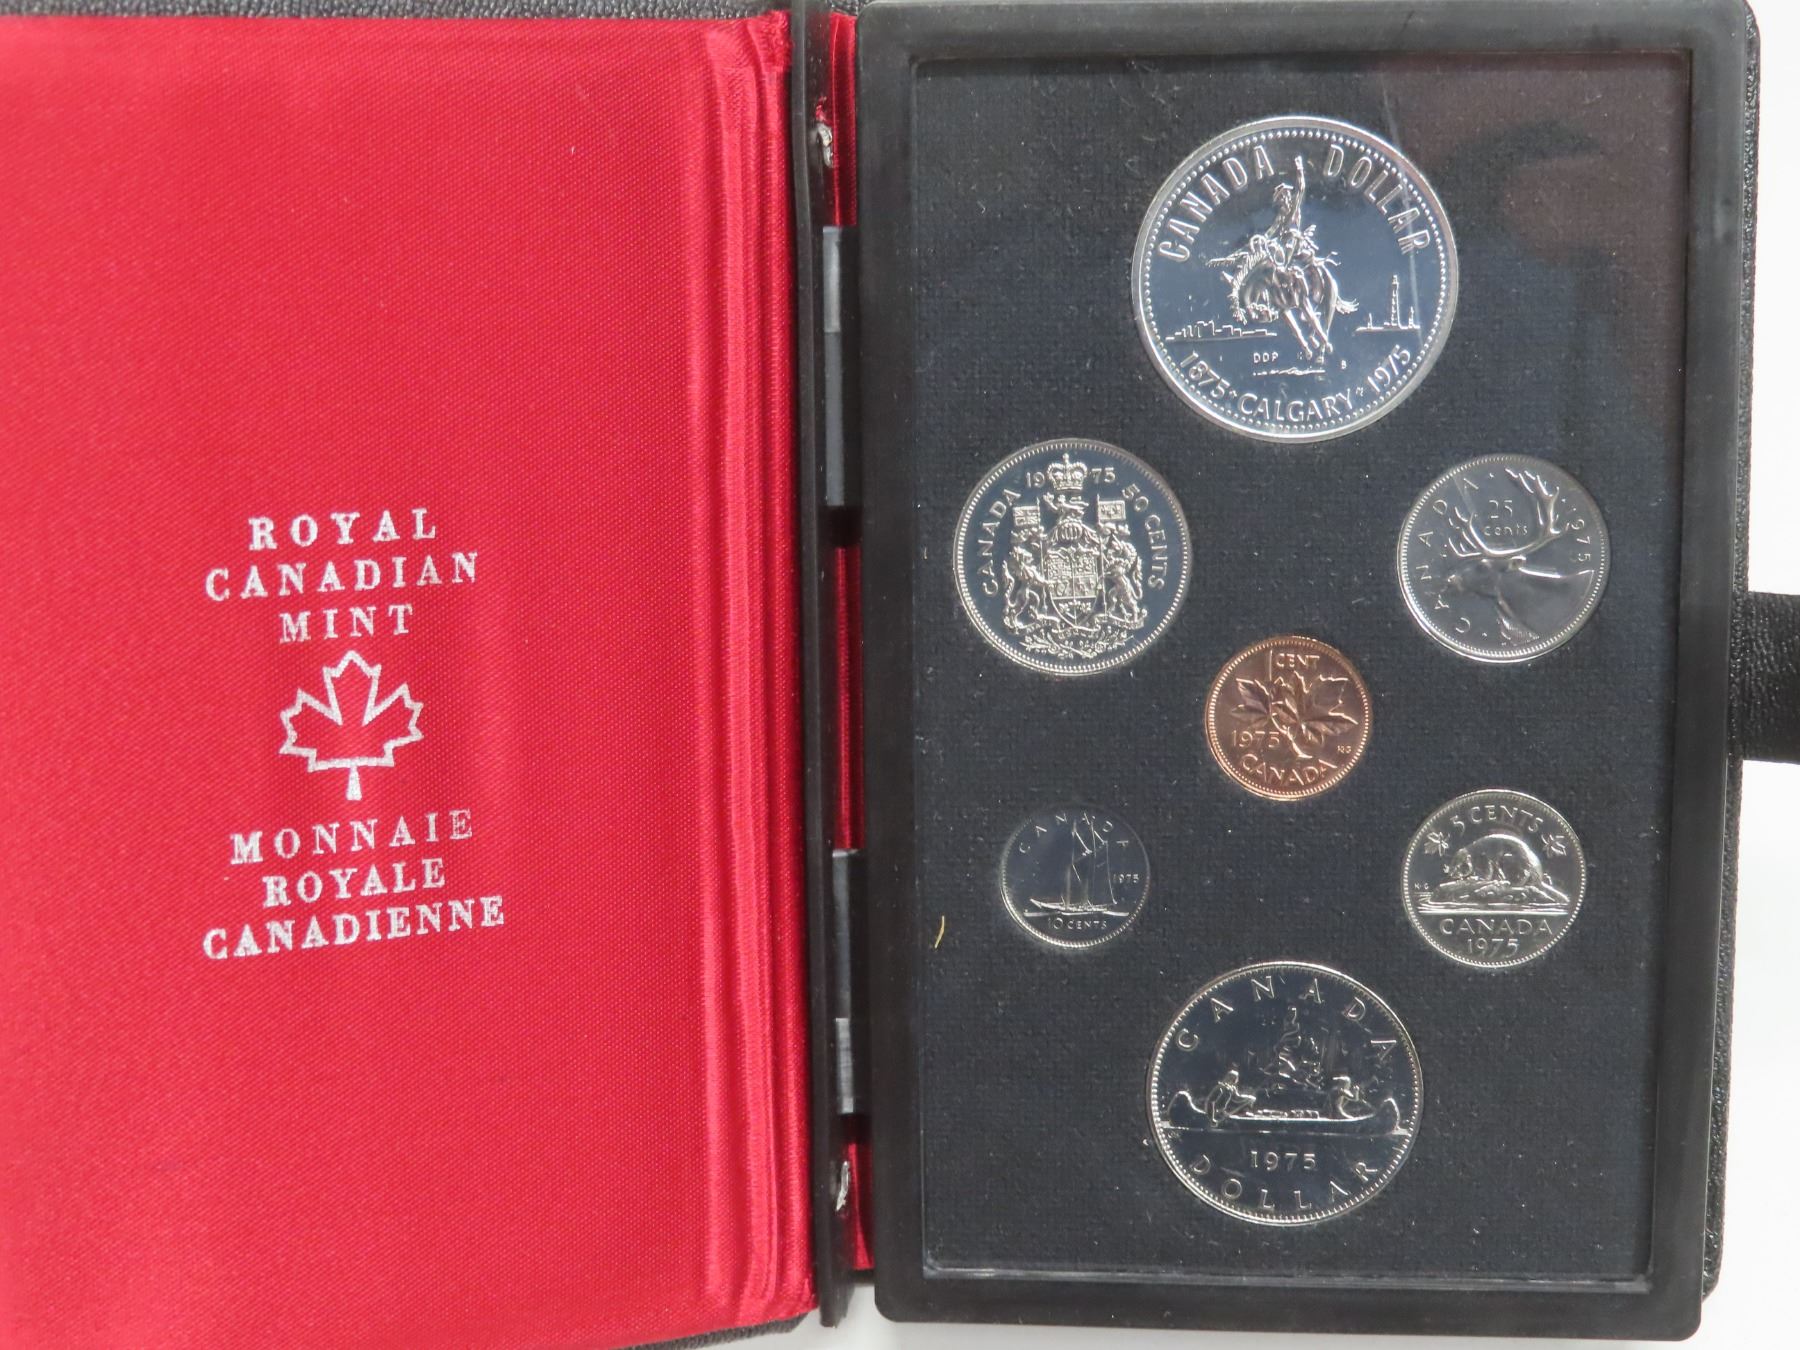 ROYAL
CANADIAN
MINT
MONNAIE
ROYALE
CANADIENNE
CANADA DOLLAR
DDP
1875 CALGARY 1975
1975
CANADA 50 CENTS
CANADA 1975
25
cents
1 CENT
1975
CANADA
CANADA
1975
10 CENTS
5 CENTS
CANADA
1975
CANADA
1975
DOLLAR